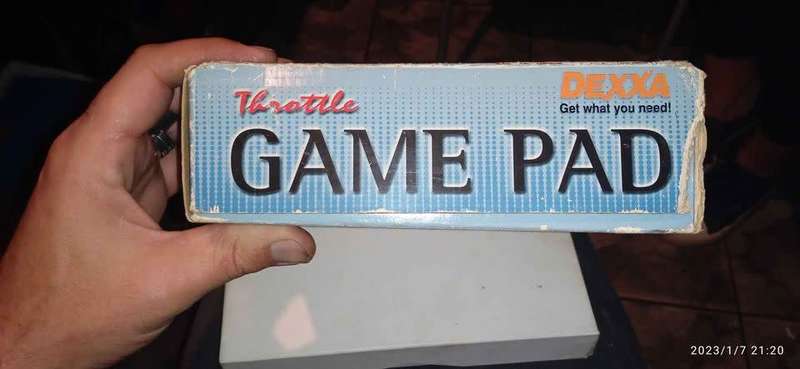 Throttle
DEXXA
Get what you need!
GAME PAD
2023/1/7 21:20